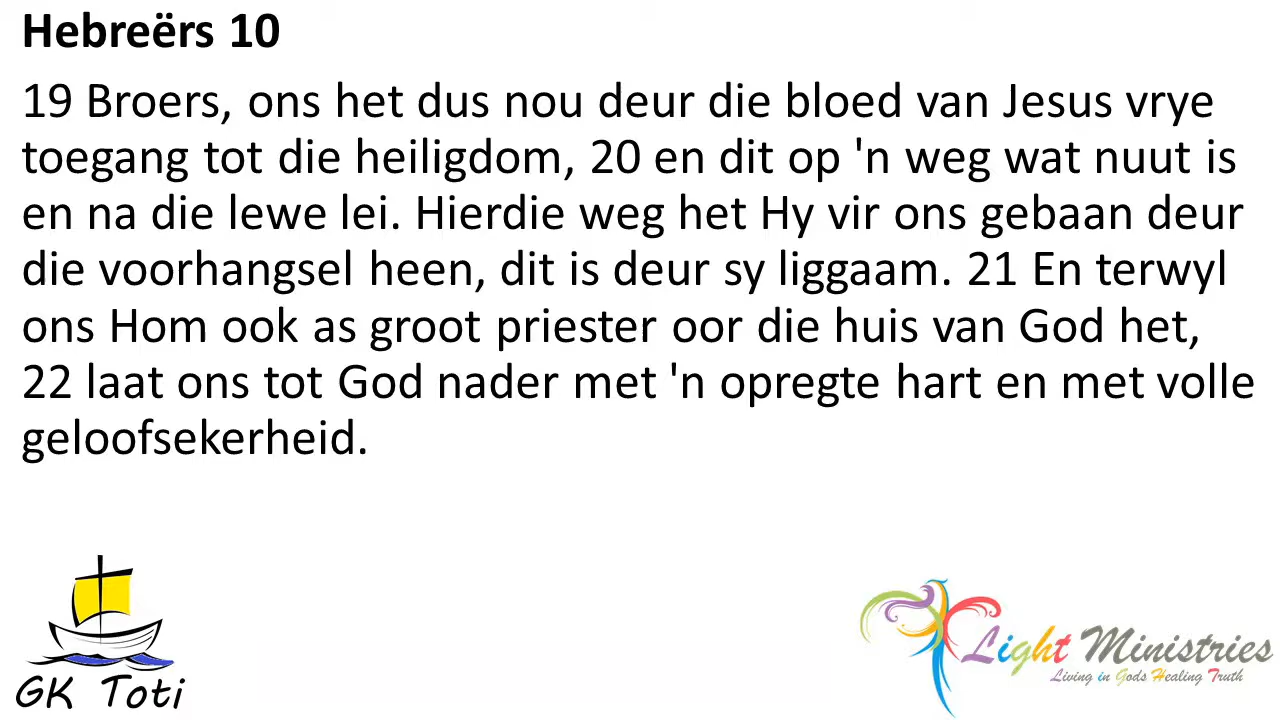 Hebreërs 10
19 Broers, ons het dus nou deur die bloed van Jesus vrye
toegang tot die heiligdom, 20 en dit op 'n weg wat nuut is
en na die lewe lei. Hierdie weg het Hy vir ons gebaan deur
die voorhangsel heen, dit is deur sy liggaam. 21 En terwyl
ons Hom ook as groot priester oor die huis van God het,
22 laat ons tot God nader met 'n opregte hart en met volle
geloofsekerheid.
GK Toti
Light Ministries
Living in Gods Healing Truth